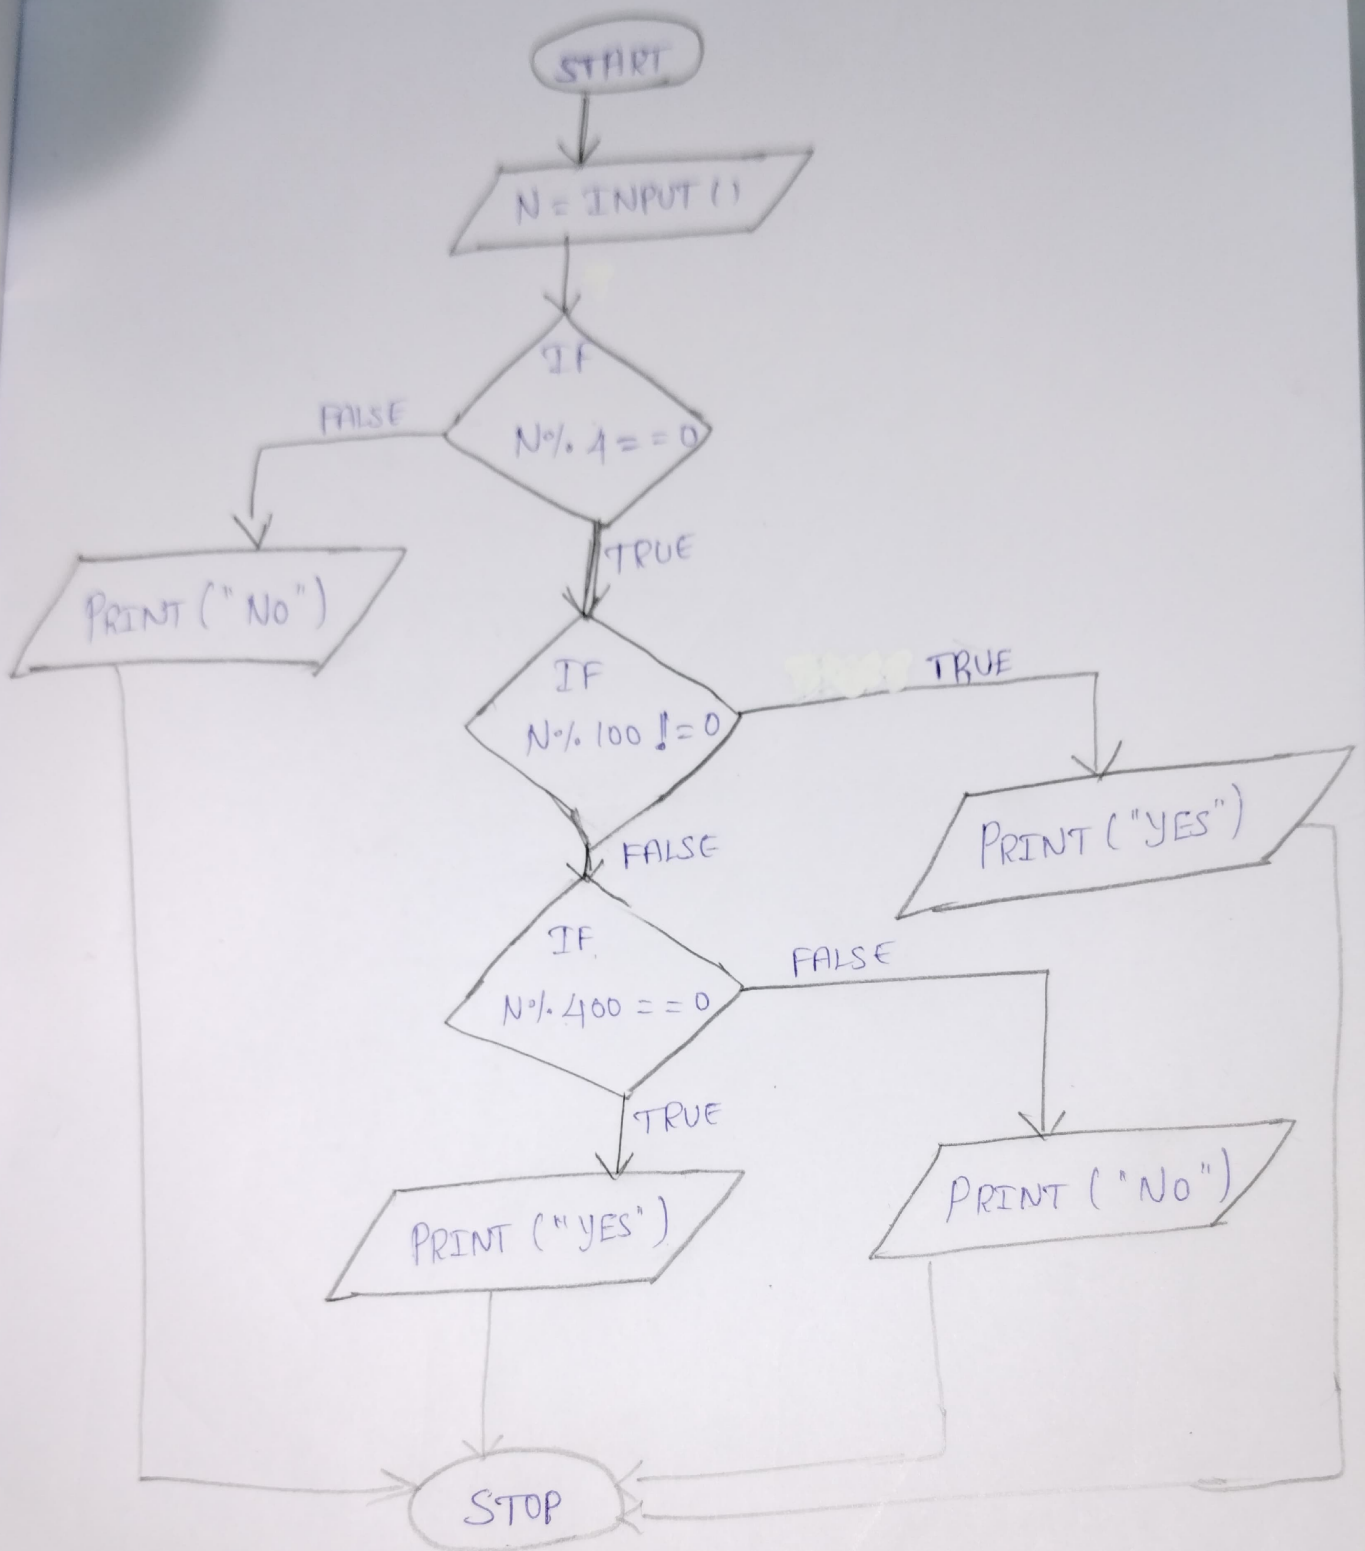 START
N = INPUT ()
IF
N% 4 == 0
FALSE
TRUE
PRINT ("NO")
IF
N% 100 != 0
TRUE
PRINT ("YES")
FALSE
IF
N% 400 == 0
FALSE
TRUE
PRINT ("YES")
PRINT ("NO")
STOP